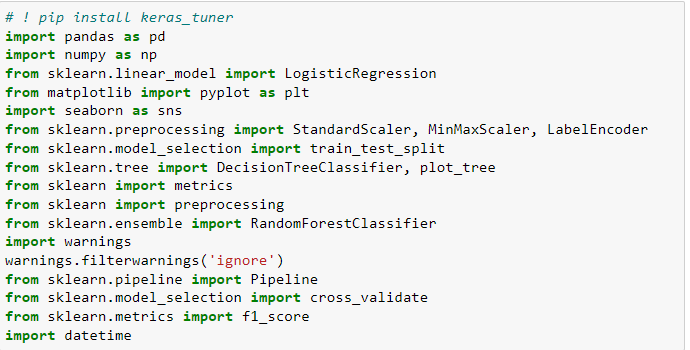 # ! pip install keras_tuner
import pandas as pd
import numpy as np
from sklearn.linear_model import LogisticRegression
from matplotlib import pyplot as plt
import seaborn as sns
from sklearn.preprocessing import StandardScaler, MinMaxScaler, LabelEncoder
from sklearn.model_selection import train_test_split
from sklearn.tree import DecisionTreeClassifier, plot_tree
from sklearn import metrics
from sklearn import preprocessing
from sklearn.ensemble import RandomForestClassifier
import warnings
warnings.filterwarnings('ignore')
from sklearn.pipeline import Pipeline
from sklearn.model_selection import cross_validate
from sklearn.metrics import f1_score
import datetime